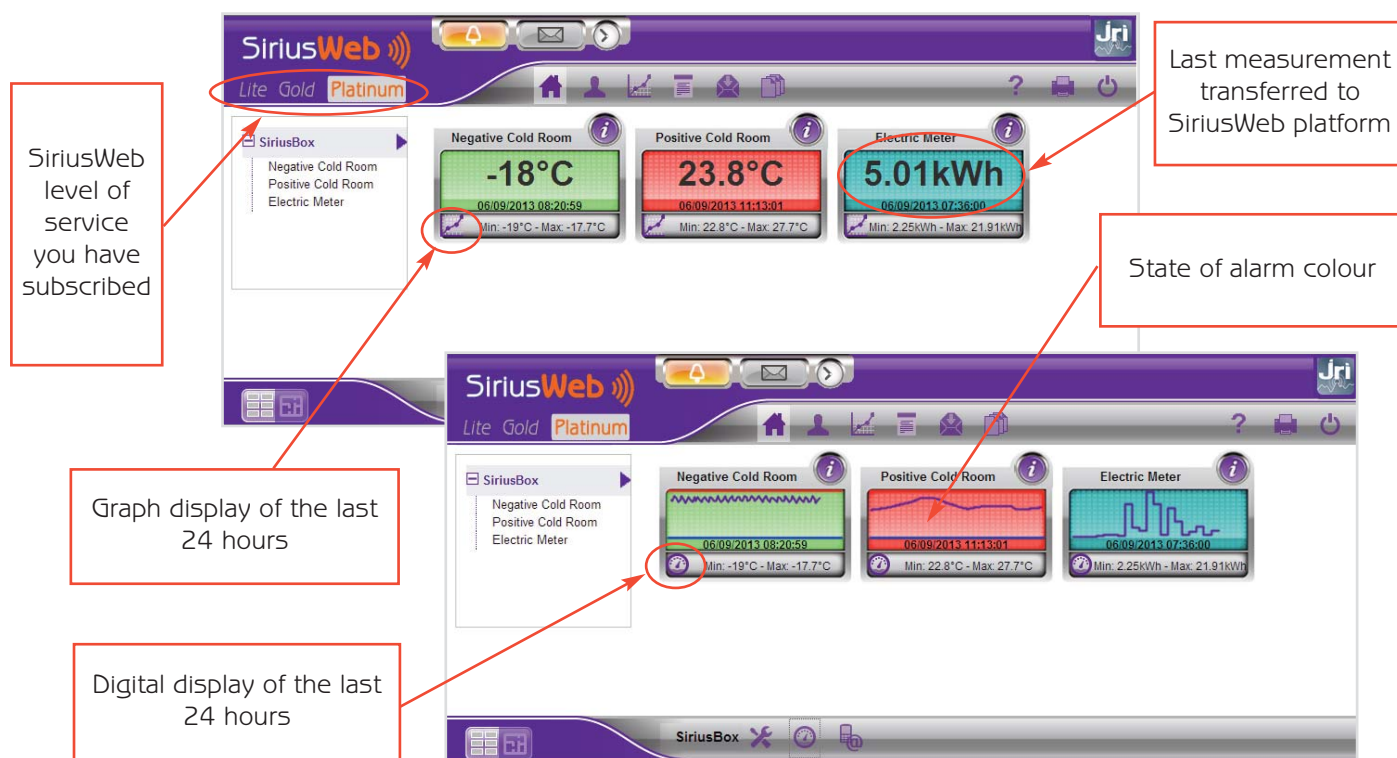 SiriusWeb
Jri
Lite Gold Platinum
?
SiriusBox
Negative Cold Room
Positive Cold Room
Electric Meter
Negative Cold Room
i
-18°C
06/09/2013 08:20:59
Min: -19°C - Max: -17.7°C
Positive Cold Room
i
23.8°C
06/09/2013 11:13:01
Min: 22.8°C - Max: 27.7°C
Electric Meter
i
5.01kWh
06/09/2013 07:36:00
Min: 2.25kWh - Max: 21.91kWh
SiriusWeb
level of
service
you have
subscribed
Last measurement
transferred to
SiriusWeb platform
State of alarm colour
Graph display of the last
24 hours
Digital display of the last
24 hours
SiriusWeb
Jri
Lite Gold Platinum
?
SiriusBox
Negative Cold Room
Positive Cold Room
Electric Meter
Negative Cold Room
i
06/09/2013 08:20:59
Min: -19°C - Max: -17.7°C
Positive Cold Room
i
06/09/2013 11:13:01
Min: 22.8°C - Max: 27.7°C
Electric Meter
i
06/09/2013 07:36:00
Min: 2.25kWh - Max: 21.91kWh
SiriusBox
@